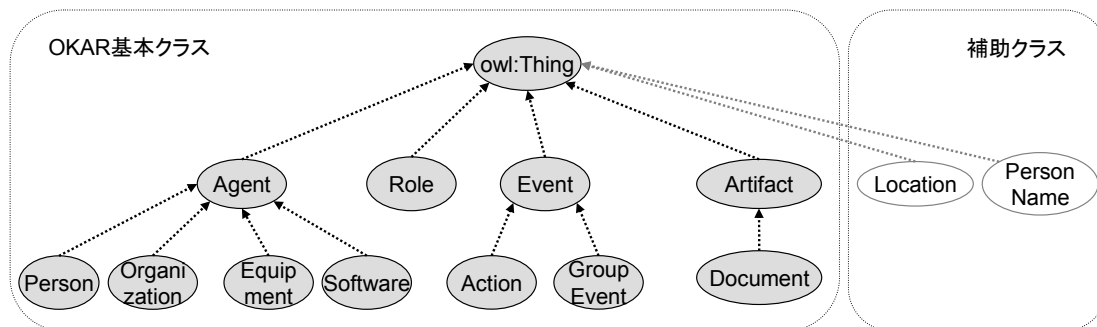 OKAR基本クラス
補助クラス
owl:Thing
Agent
Role
Event
Artifact
Location
Person
Name
Person
Organi
zation
Equip
ment
Software
Action
Group
Event
Document